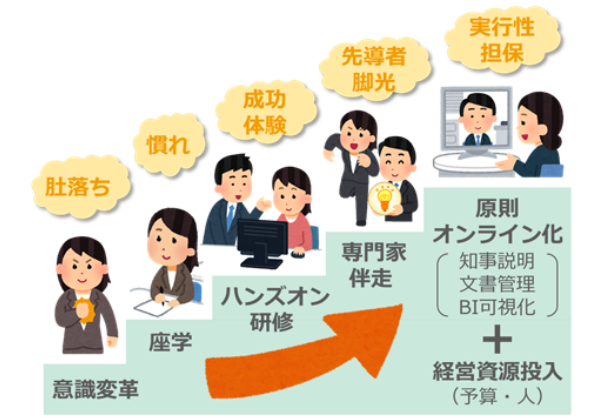 肚落ち
慣れ
成功
体験
先導者
脚光
実行性
担保
意識変革
座学
ハンズオン
研修
専門家
伴走
原則
オンライン化
知事説明
文書管理
BI可視化
＋
経営資源投入
（予算・人）